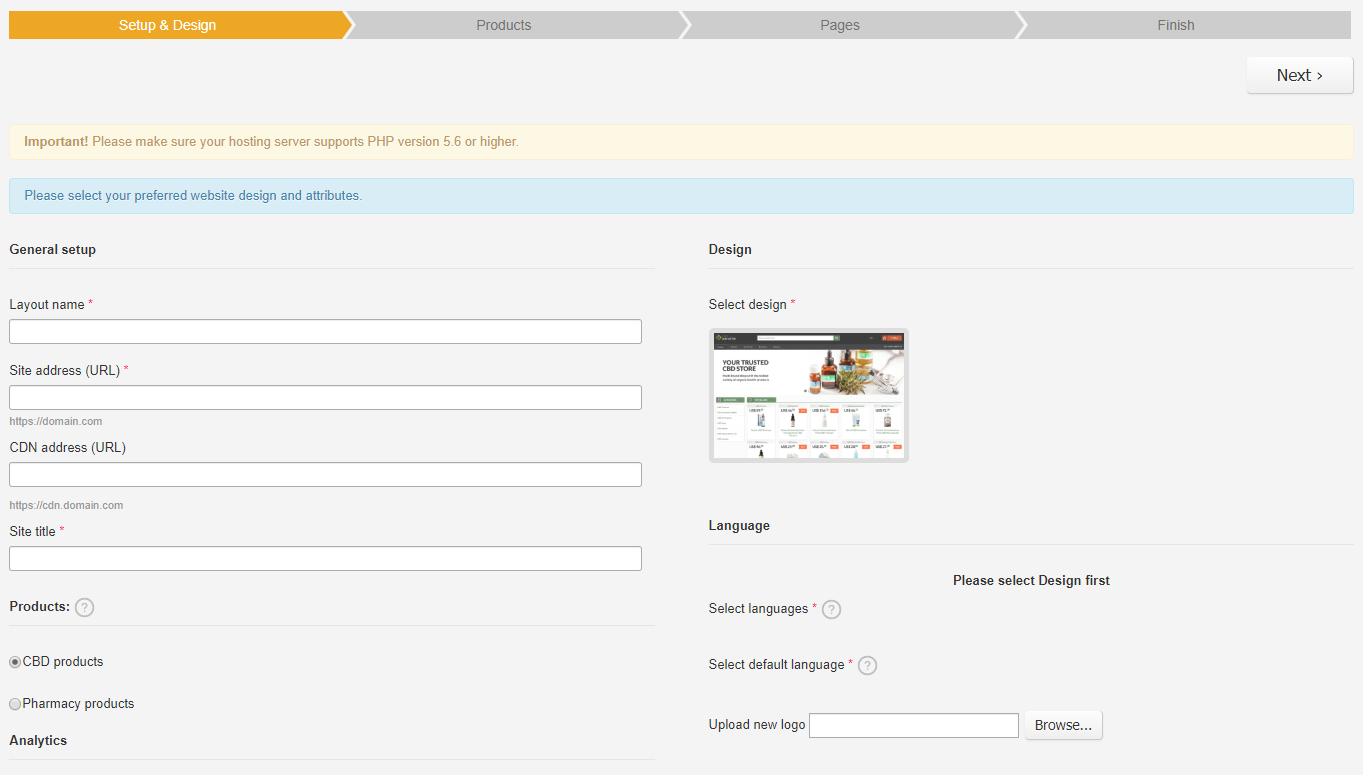 Setup & Design
Products
Pages
Finish
Next ›
Important! Please make sure your hosting server supports PHP version 5.6 or higher.
Please select your preferred website design and attributes.
General setup
Layout name *
Site address (URL) *
https://domain.com
CDN address (URL)
https://cdn.domain.com
Site title *
Products: ?
CBD products
Pharmacy products
Analytics
Design
Select design *
YOUR TRUSTED
CBD STORE
Language
Please select Design first
Select languages * ?
Select default language * ?
Upload new logo
Browse...